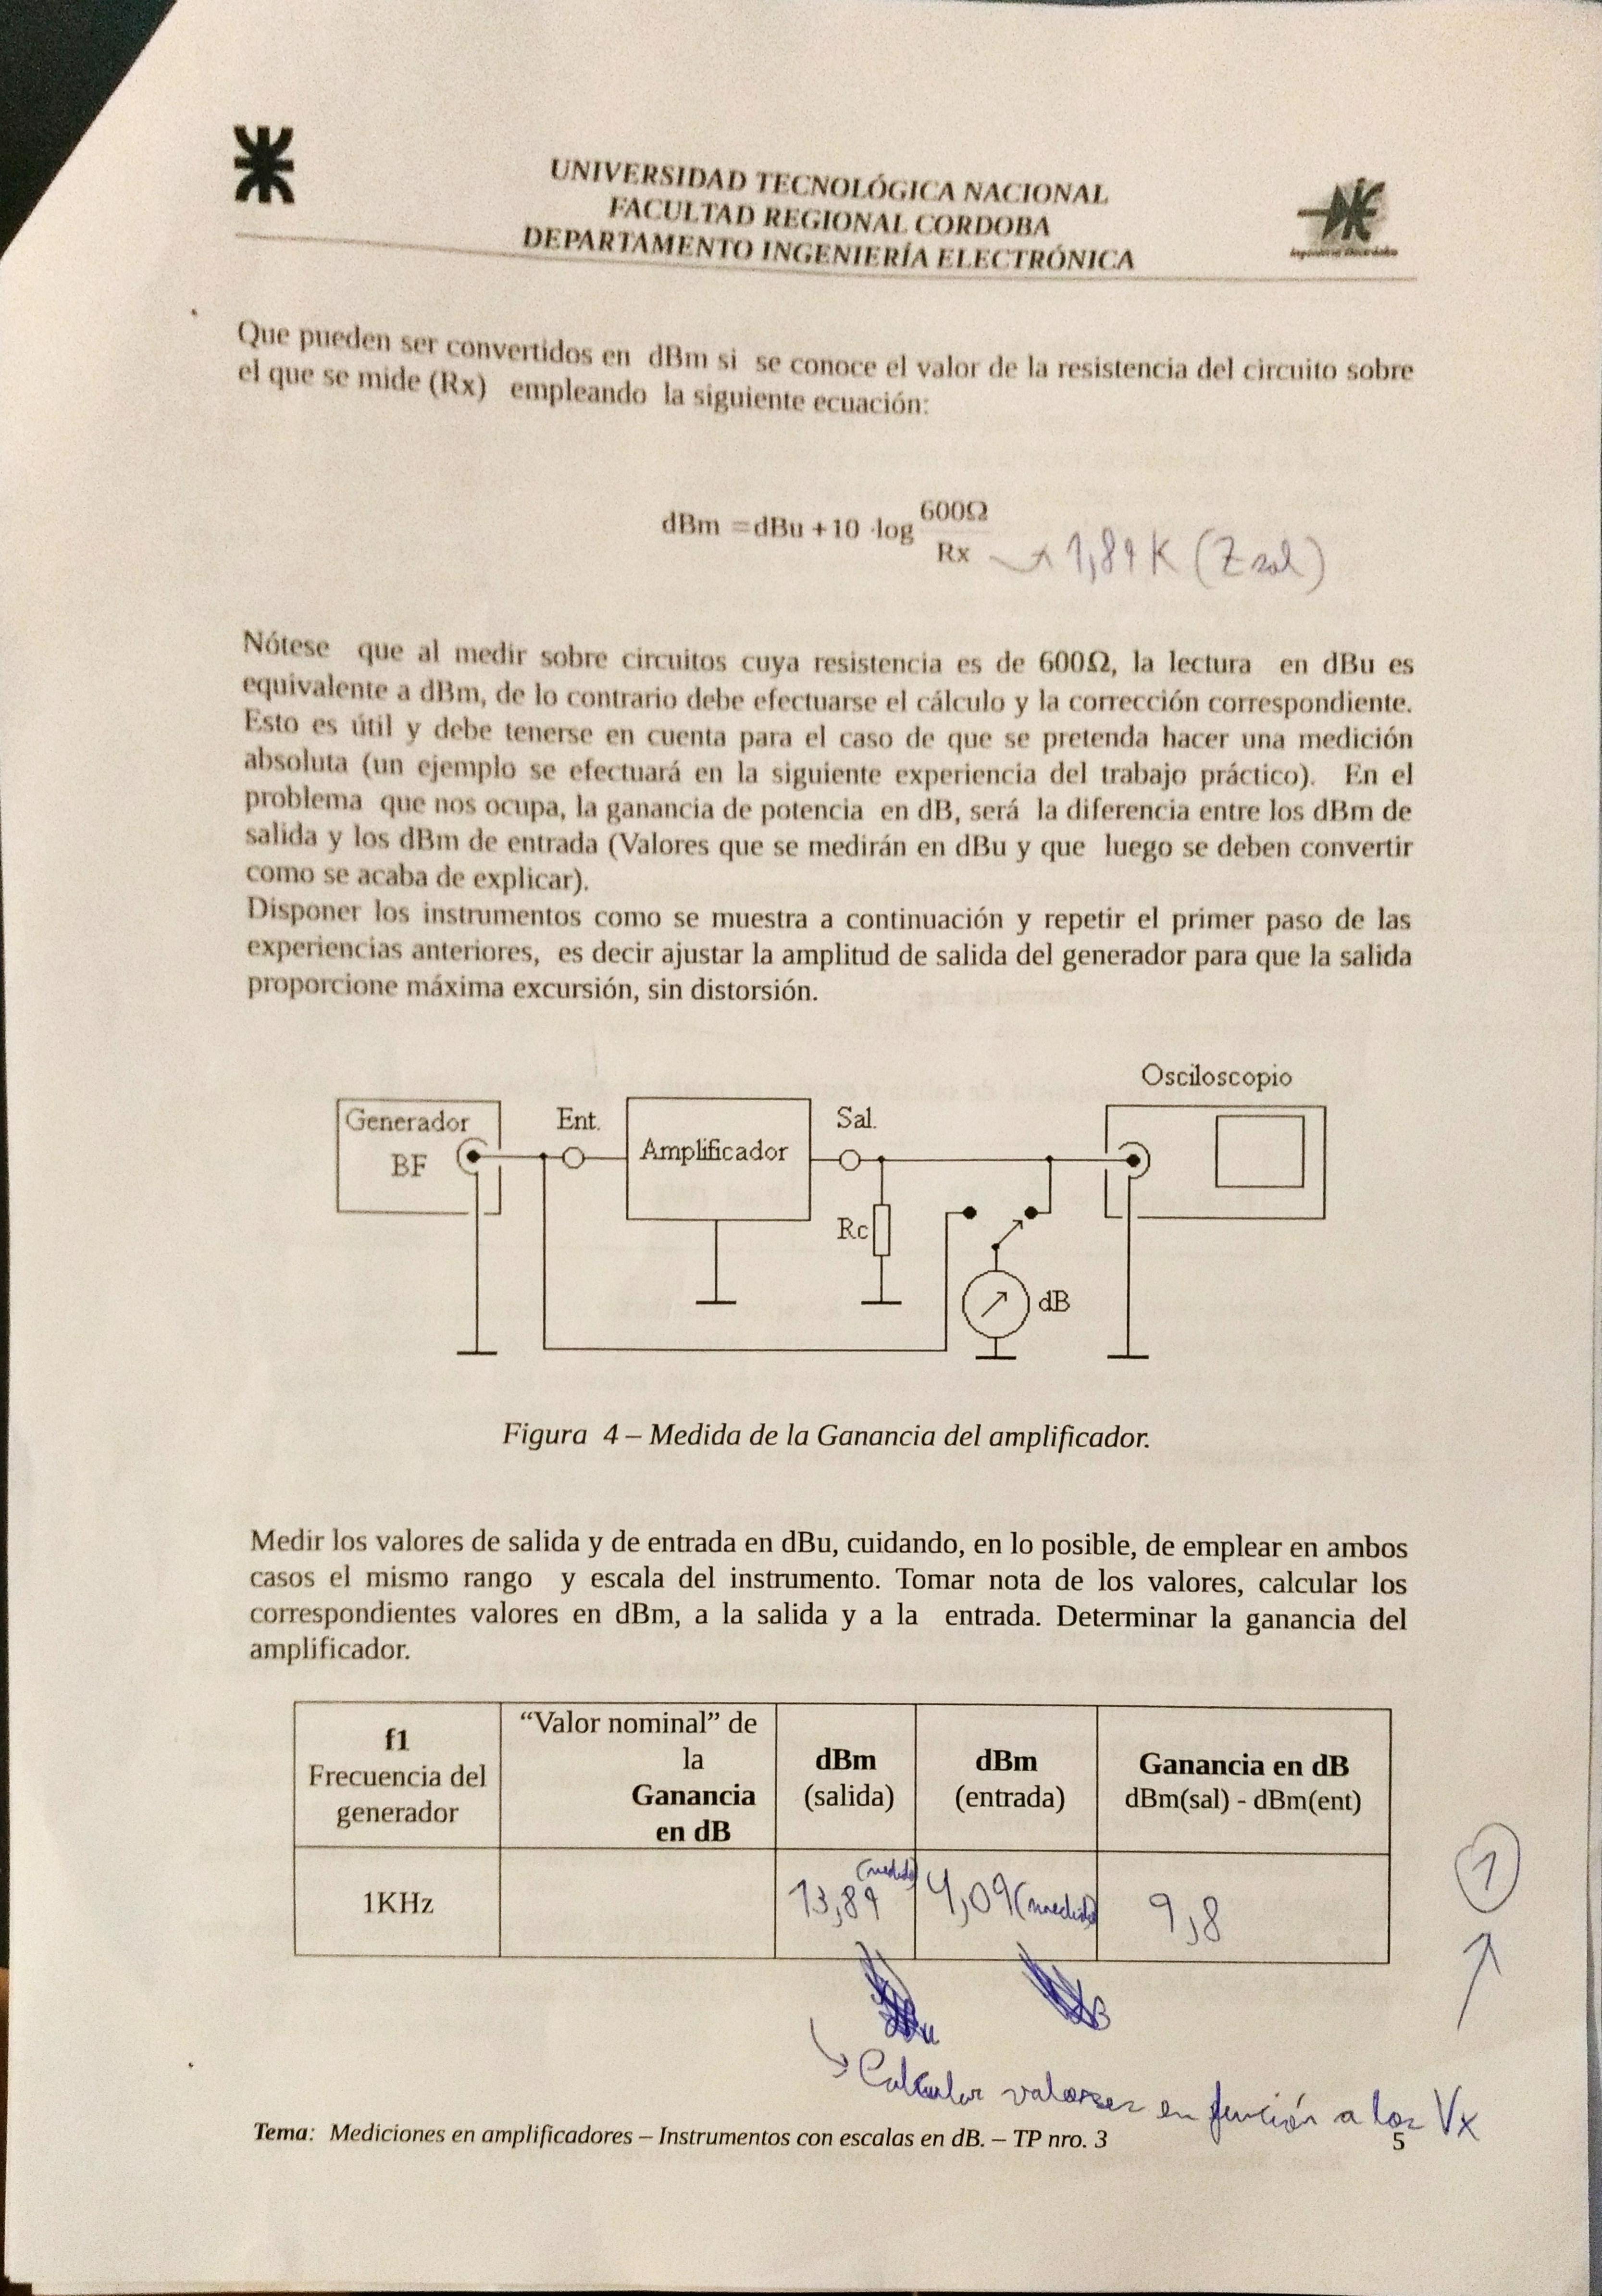 UNIVERSIDAD TECNOLÓGICA NACIONAL
FACULTAD REGIONAL CORDOBA
DEPARTAMENTO INGENIERÍA ELECTRÓNICA
Que pueden ser convertidos en dBm si se conoce el valor de la resistencia del circuito sobre
el que se mide (Rx) empleando la siguiente ecuación:
dBm = dBu + 10 · log 600Ω / Rx
1,84 K (Z sal)
Nótese que al medir sobre circuitos cuya resistencia es de 600Ω, la lectura en dBu es
equivalente a dBm, de lo contrario debe efectuarse el cálculo y la corrección correspondiente.
Esto es útil y debe tenerse en cuenta para el caso de que se pretenda hacer una medición
absoluta (un ejemplo se efectuará en la siguiente experiencia del trabajo práctico). En el
problema que nos ocupa, la ganancia de potencia en dB, será la diferencia entre los dBm de
salida y los dBm de entrada (Valores que se medirán en dBu y que luego se deben convertir
como se acaba de explicar).
Disponer los instrumentos como se muestra a continuación y repetir el primer paso de las
experiencias anteriores, es decir ajustar la amplitud de salida del generador para que la salida
proporcione máxima excursión, sin distorsión.
Osciloscopio
Generador
BF
Ent.
Amplificador
Sal.
Rc
dB
Figura 4 – Medida de la Ganancia del amplificador.
Medir los valores de salida y de entrada en dBu, cuidando, en lo posible, de emplear en ambos
casos el mismo rango y escala del instrumento. Tomar nota de los valores, calcular los
correspondientes valores en dBm, a la salida y a la entrada. Determinar la ganancia del
amplificador.
f1
Frecuencia del
generador
“Valor nominal” de
la
Ganancia
en dB
dBm
(salida)
dBm
(entrada)
Ganancia en dB
dBm(sal) - dBm(ent)
1KHz
13,89 (medido)
4,09 (medido)
9,8
1
Calcular valores en función a los Vx
Tema: Mediciones en amplificadores – Instrumentos con escalas en dB. – TP nro. 3
5